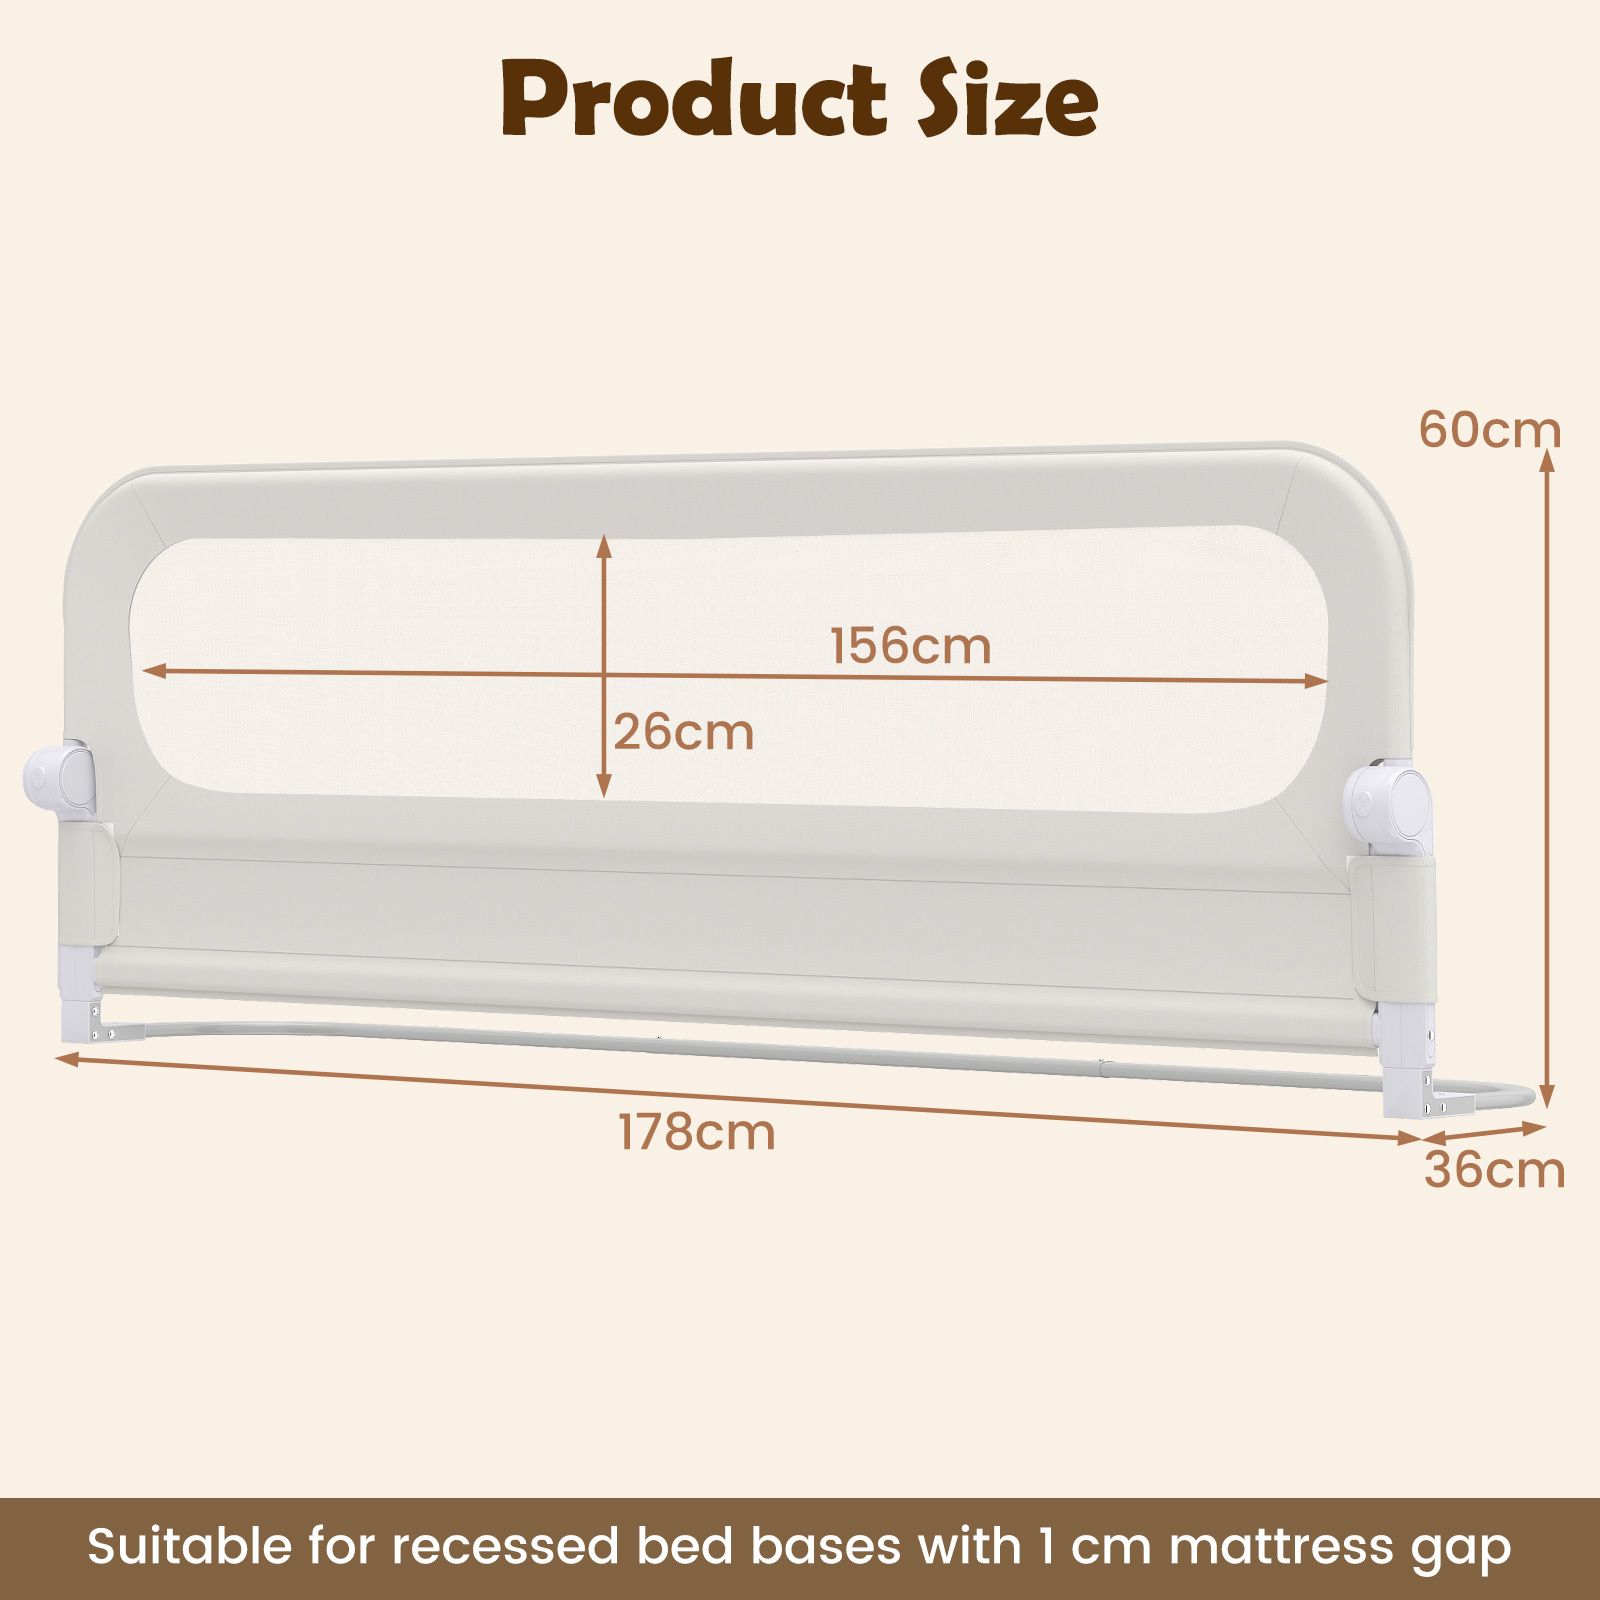 Product Size
60cm
156cm
26cm
178cm
36cm
Suitable for recessed bed bases with 1 cm mattress gap